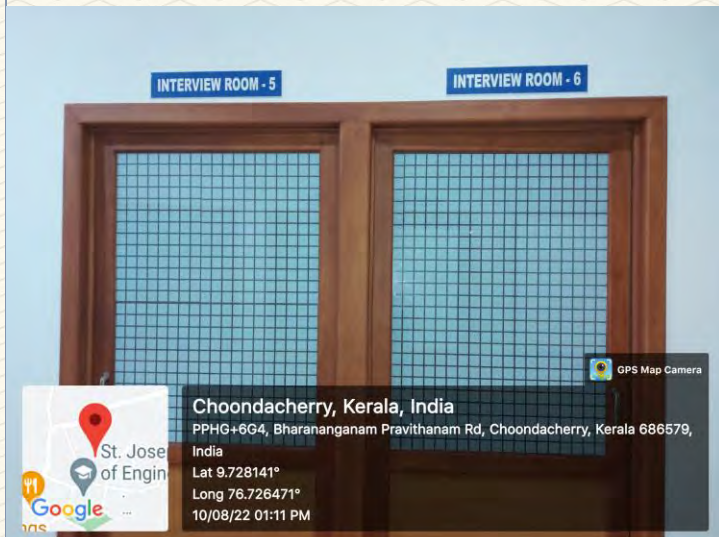 INTERVIEW ROOM - 5
INTERVIEW ROOM - 6
GPS Map Camera
Choondacherry, Kerala, India
PPHG+6G4, Bharananganam Pravithanam Rd, Choondacherry, Kerala 686579,
India
Lat 9.728141°
Long 76.726471°
10/08/22 01:11 PM
St. Jose
of Engin
Google